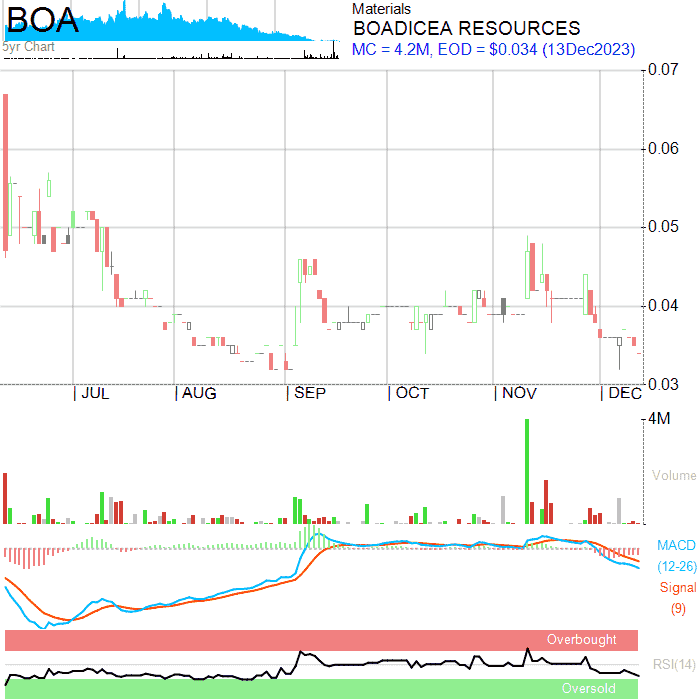 BOA
5yr Chart
Materials
BOADICEA RESOURCES
MC = 4.2M, EOD = $0.034 (13Dec2023)
0.07
0.06
0.05
0.04
0.03
JUL AUG SEP OCT NOV DEC
4M
Volume
MACD
(12-26)
Signal
(9)
Overbought
RSI(14)
Oversold